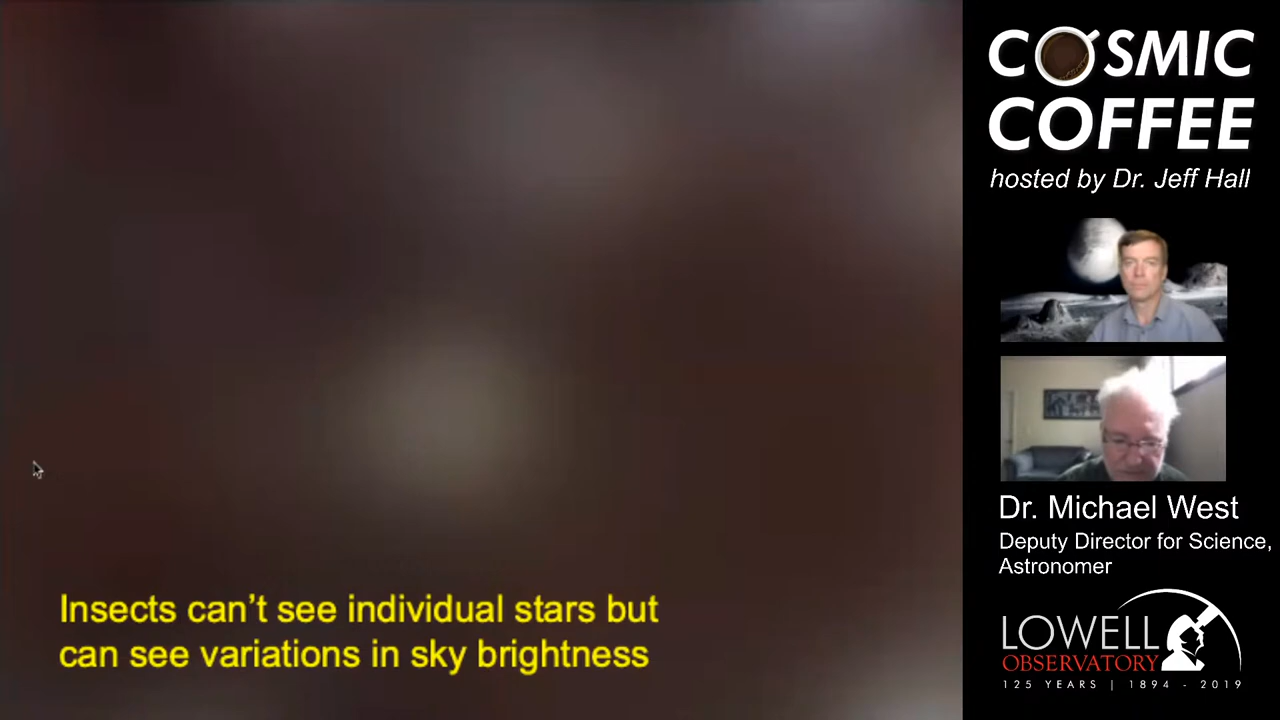 Insects can’t see individual stars but
can see variations in sky brightness
COSMIC
COFFEE
hosted by Dr. Jeff Hall
Dr. Michael West
Deputy Director for Science,
Astronomer
LOWELL
OBSERVATORY
125 YEARS | 1894 - 2019